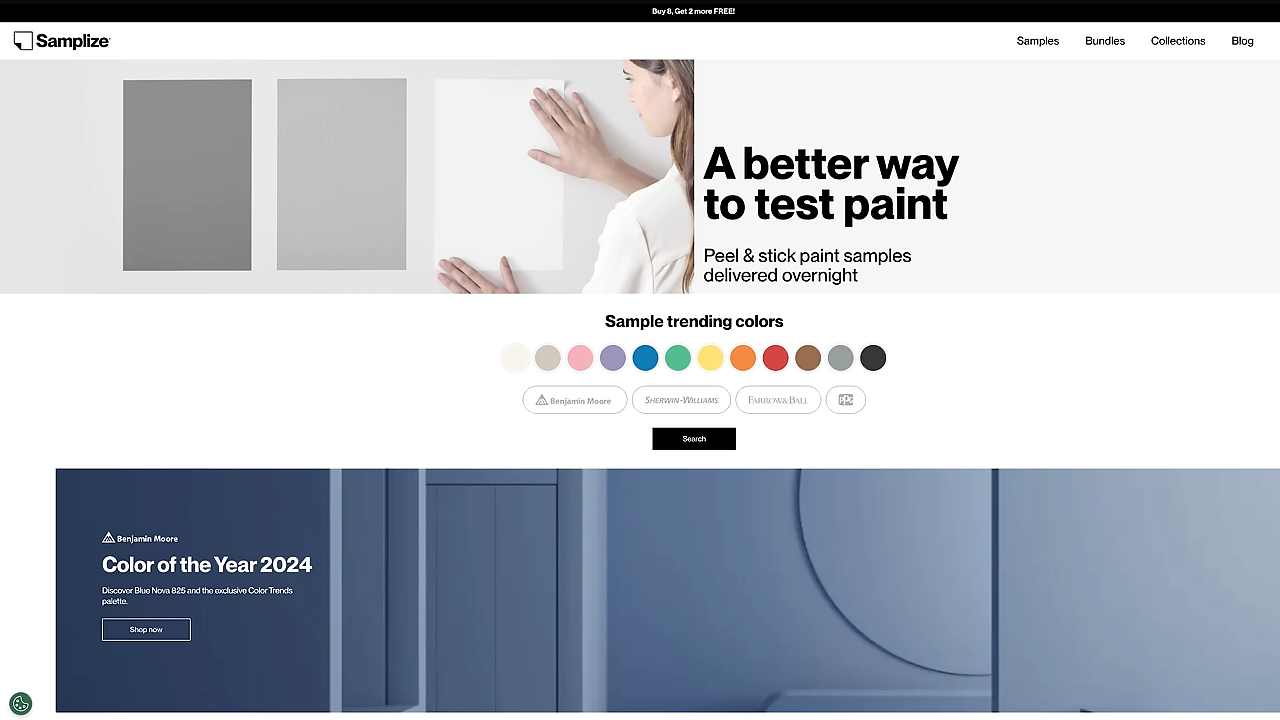 Buy 8, Get 2 more FREE!
Samplize
Samples
Bundles
Collections
Blog
A better way
to test paint
Peel & stick paint samples
delivered overnight
Sample trending colors
Benjamin Moore
SHERWIN-WILLIAMS
FARROW&BALL
PPG
Search
Benjamin Moore
Color of the Year 2024
Discover Blue Nova 825 and the exclusive Color Trends
palette.
Shop now